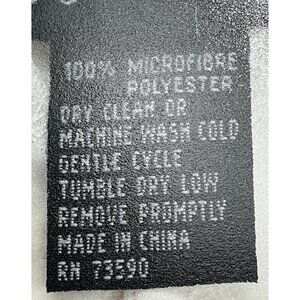 100% MICROFIBRE
POLYESTER
DRY CLEAN OR
MACHINE WASH COLD
GENTLE CYCLE
TUMBLE DRY LOW
REMOVE PROMPTLY
MADE IN CHINA
RN 73590